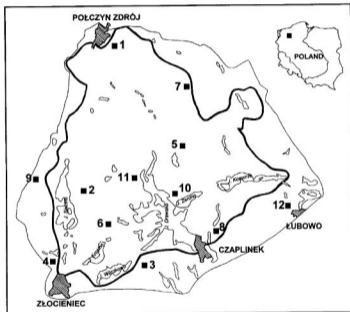 POŁCZYN ZDRÓJ
POLAND
1
7
5
9
11
10
2
12
6
8
ŁUBOWO
CZAPLINEK
4
3
ZŁOCIENIEC